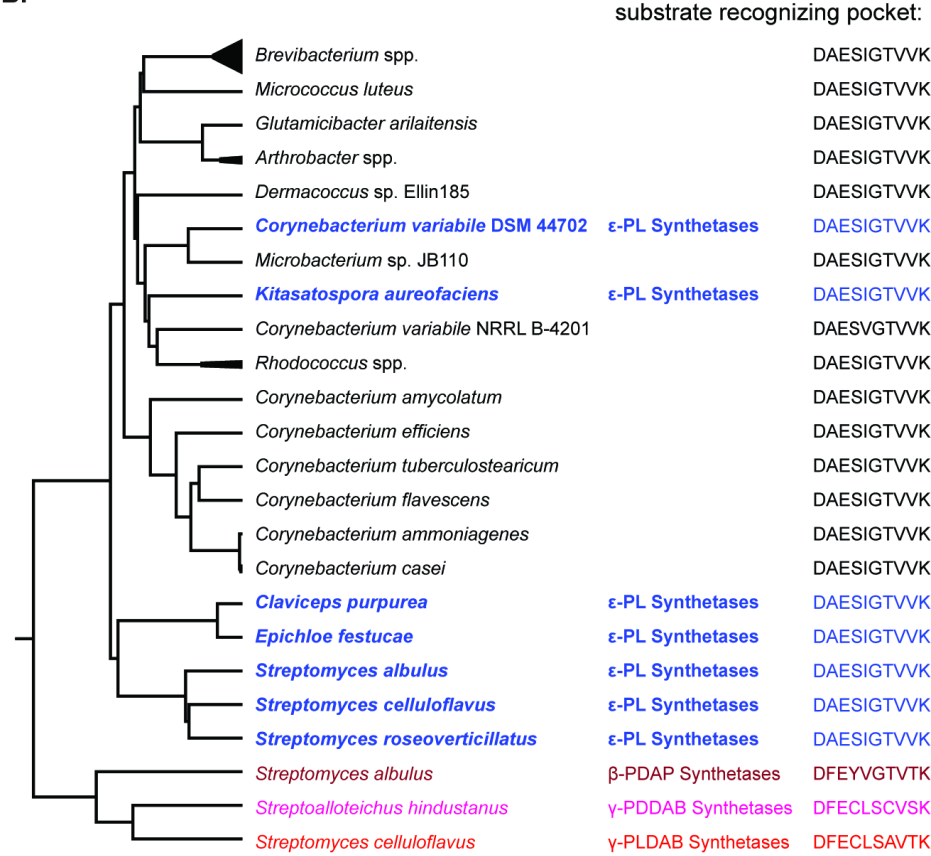 substrate recognizing pocket:
Brevibacterium spp. DAESIGTVVK
Micrococcus luteus DAESIGTVVK
Glutamicibacter arilaitensis DAESIGTVVK
Arthrobacter spp. DAESIGTVVK
Dermacoccus sp. Ellin185 DAESIGTVVK
Corynebacterium variabile DSM 44702 ε-PL Synthetases DAESIGTVVK
Microbacterium sp. JB110 DAESIGTVVK
Kitasatospora aureofaciens ε-PL Synthetases DAESIGTVVK
Corynebacterium variabile NRRL B-4201 DAESVGTVVK
Rhodococcus spp. DAESIGTVVK
Corynebacterium amycolatum DAESIGTVVK
Corynebacterium efficiens DAESIGTVVK
Corynebacterium tuberculostearicum DAESIGTVVK
Corynebacterium flavescens DAESIGTVVK
Corynebacterium ammoniagenes DAESIGTVVK
Corynebacterium casei DAESIGTVVK
Claviceps purpurea ε-PL Synthetases DAESIGTVVK
Epichloe festucae ε-PL Synthetases DAESIGTVVK
Streptomyces albulus ε-PL Synthetases DAESIGTVVK
Streptomyces celluloflavus ε-PL Synthetases DAESIGTVVK
Streptomyces roseoverticillatus ε-PL Synthetases DAESIGTVVK
Streptomyces albulus β-PDAP Synthetases DFEYVGTVTK
Streptoalloteichus hindustanus γ-PDDAB Synthetases DFECLSCVSK
Streptomyces celluloflavus γ-PLDAB Synthetases DFECLSAVTK